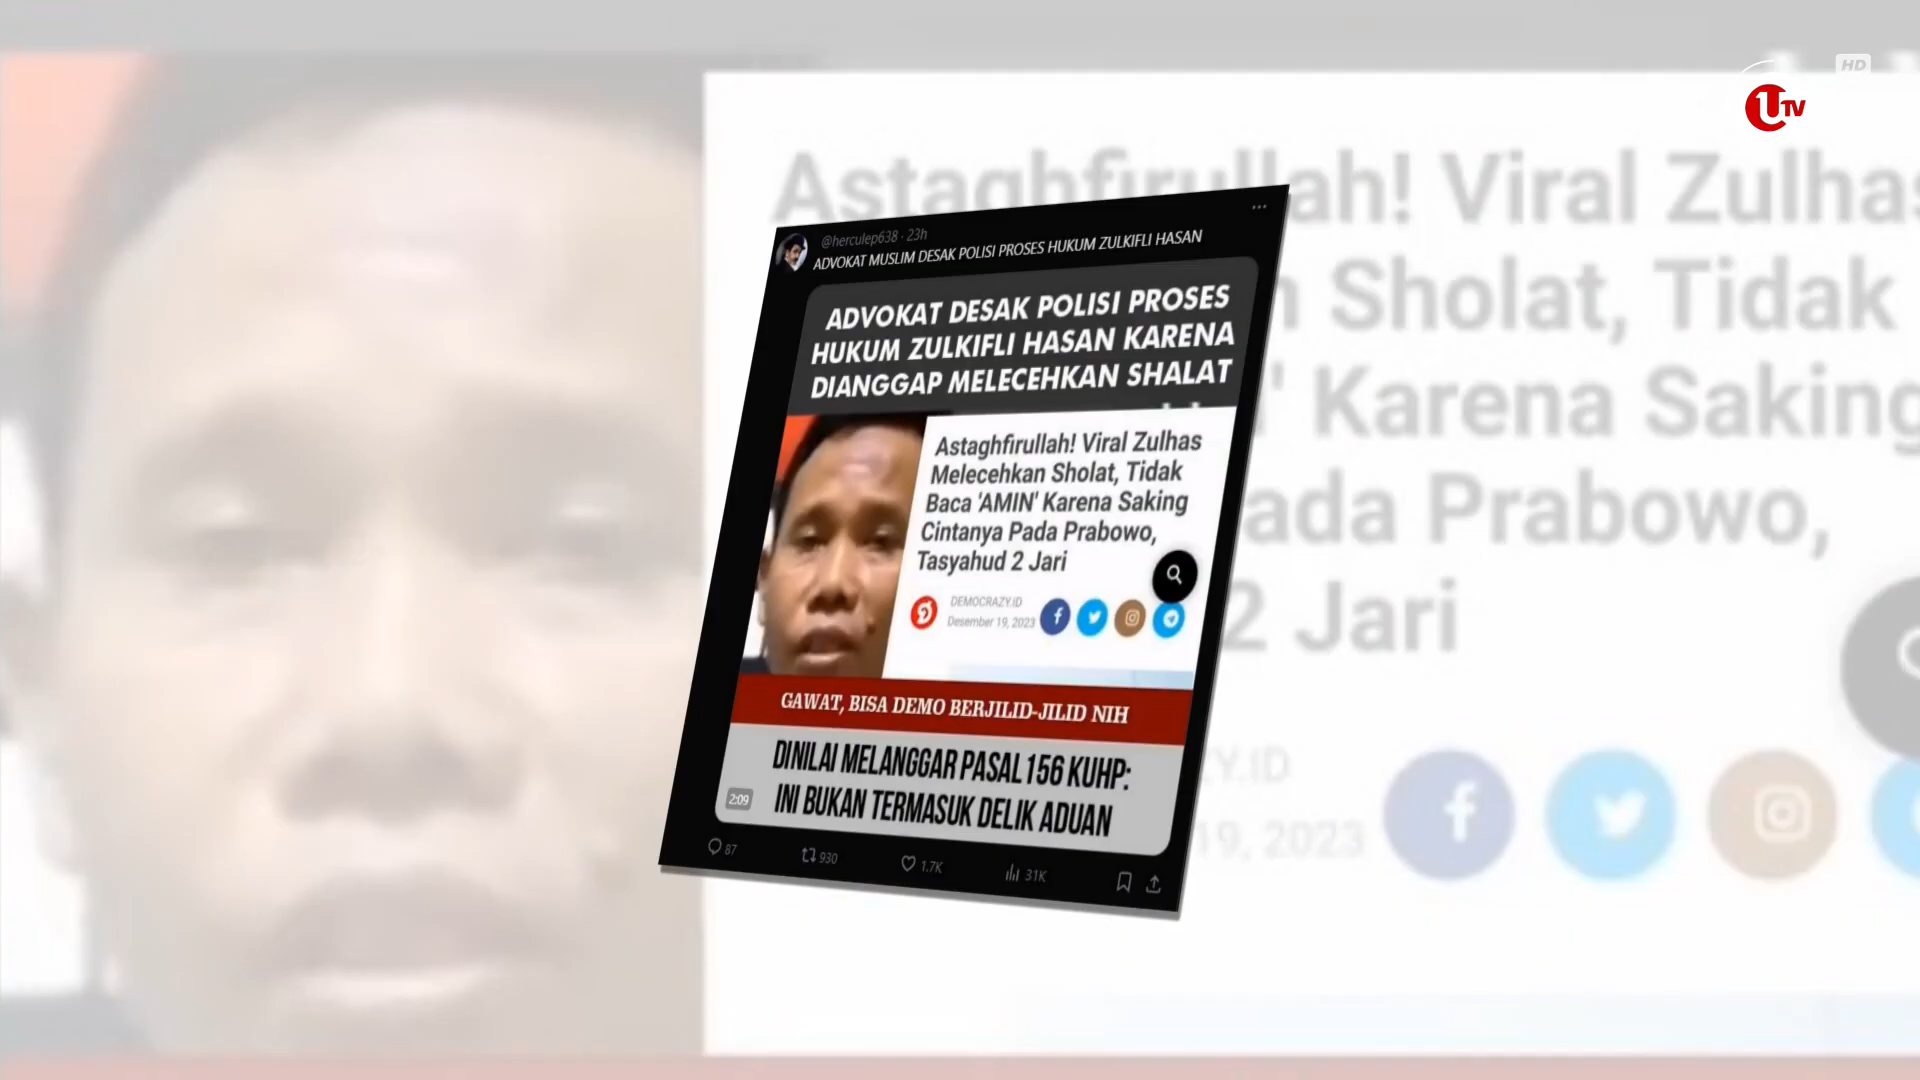 HD
UTV
Astaghfirullah! Viral Zulhas
Sholat, Tidak
Karena Saking
Pada Prabowo,
2 Jari
19, 2023
@herculep638 · 23h
ADVOKAT MUSLIM DESAK POLISI PROSES HUKUM ZULKIFLI HASAN
ADVOKAT DESAK POLISI PROSES
HUKUM ZULKIFLI HASAN KARENA
DIANGGAP MELECEHKAN SHALAT
Astaghfirullah! Viral Zulhas
Melecehkan Sholat, Tidak
Baca 'AMIN' Karena Saking
Cintanya Pada Prabowo,
Tasyahud 2 Jari
DEMOCRAZY.ID
Desember 19, 2023
GAWAT, BISA DEMO BERJILID-JILID NIH
DINILAI MELANGGAR PASAL 156 KUHP:
INI BUKAN TERMASUK DELIK ADUAN
2:09
87 930 1.7K 31K